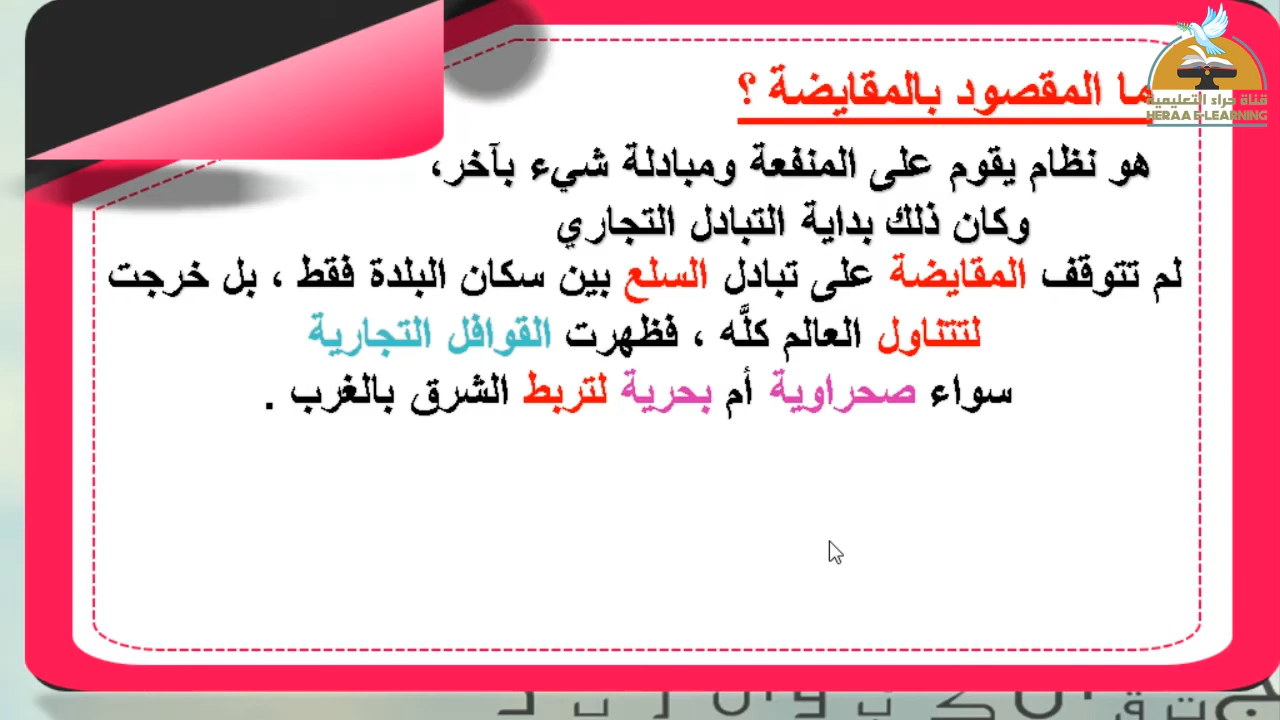 ما المقصود بالمقايضة ؟
قناة حراء التعليمية
HERAA E-LEARNING
هو نظام يقوم على المنفعة ومبادلة شيء بآخر،
وكان ذلك بداية التبادل التجاري
لم تتوقف المقايضة على تبادل السلع بين سكان البلدة فقط ، بل خرجت
لتتناول العالم كلَّه ، فظهرت القوافل التجارية
سواء صحراوية أم بحرية لتربط الشرق بالغرب .